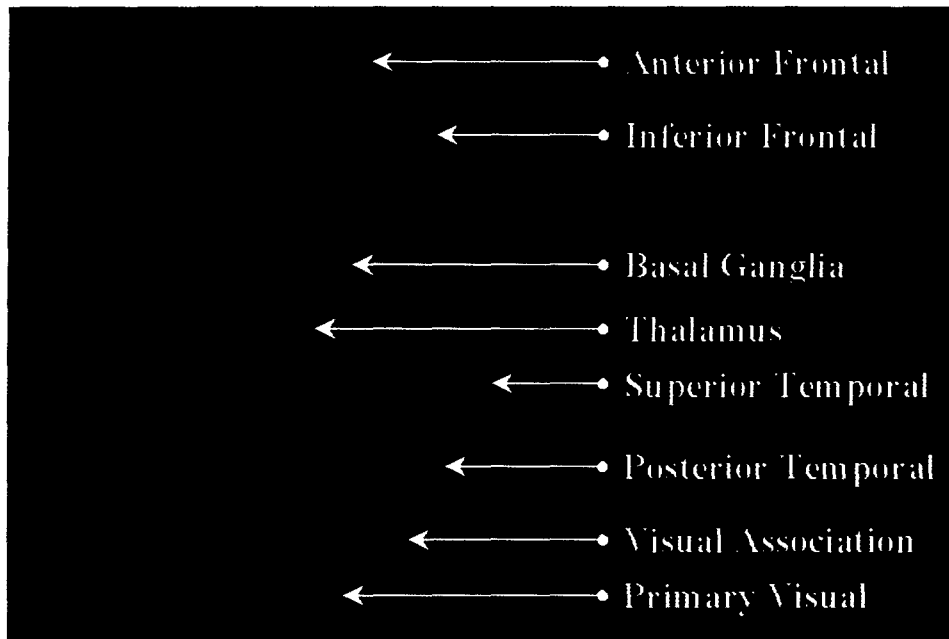 Anterior Frontal
Inferior Frontal
Basal Ganglia
Thalamus
Superior Temporal
Posterior Temporal
Visual Association
Primary Visual